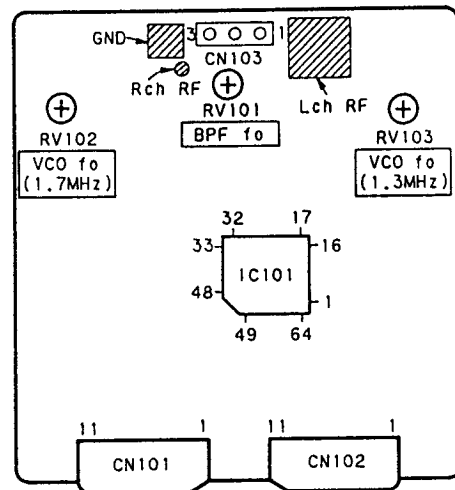 GND
3
1
CN103
Rch RF
Lch RF
RV101
BPF fo
RV102
VCO fo
(1.7MHz)
RV103
VCO fo
(1.3MHz)
32
17
33
16
IC101
48
1
49
64
11
1
11
1
CN101
CN102